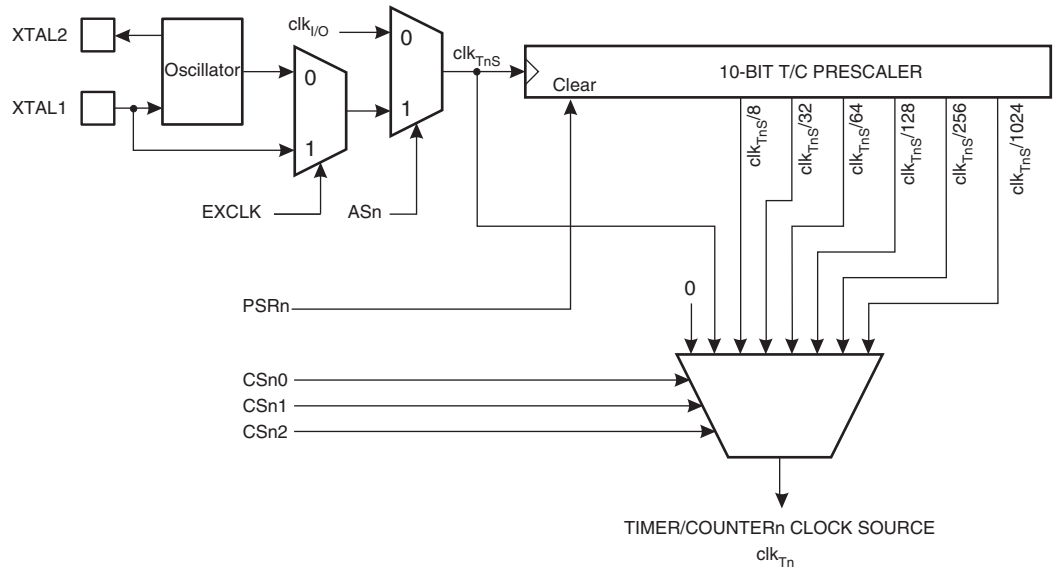 XTAL2
XTAL1
Oscillator
0
1
EXCLK
clkI/O
0
1
ASn
clkTnS
10-BIT T/C PRESCALER
Clear
clkTnS/8
clkTnS/32
clkTnS/64
clkTnS/128
clkTnS/256
clkTnS/1024
PSRn
0
CSn0
CSn1
CSn2
TIMER/COUNTERn CLOCK SOURCE
clkTn